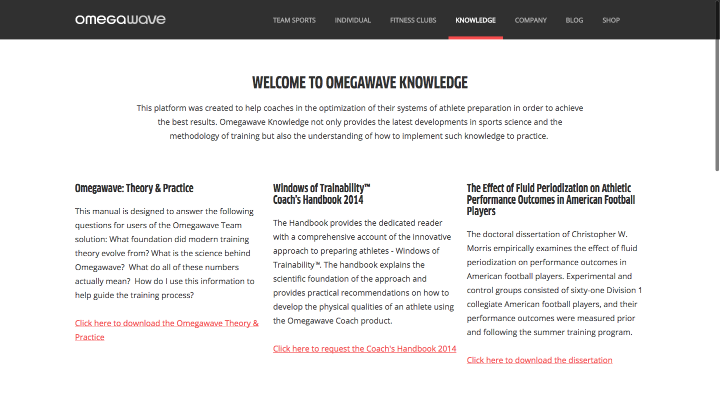 omegawave
TEAM SPORTS INDIVIDUAL FITNESS CLUBS KNOWLEDGE COMPANY BLOG SHOP
WELCOME TO OMEGAWAVE KNOWLEDGE
This platform was created to help coaches in the optimization of their systems of athlete preparation in order to achieve
the best results. Omegawave Knowledge not only provides the latest developments in sports science and the
methodology of training but also the understanding of how to implement such knowledge to practice.
Omegawave: Theory & Practice
This manual is designed to answer the following
questions for users of the Omegawave Team
solution: What foundation did modern training
theory evolve from? What is the science behind
Omegawave? What do all of these numbers
actually mean? How do I use this information to
help guide the training process?
Click here to download the Omegawave Theory &
Practice
Windows of Trainability™
Coach's Handbook 2014
The Handbook provides the dedicated reader
with a comprehensive account of the innovative
approach to preparing athletes - Windows of
Trainability™. The handbook explains the
scientific foundation of the approach and
provides practical recommendations on how to
develop the physical qualities of an athlete using
the Omegawave Coach product.
Click here to request the Coach's Handbook 2014
The Effect of Fluid Periodization on Athletic
Performance Outcomes in American Football
Players
The doctoral dissertation of Christopher W.
Morris empirically examines the effect of fluid
periodization on performance outcomes in
American football players. Experimental and
control groups consisted of sixty-one Division 1
collegiate American football players, and their
performance outcomes were measured prior
and following the summer training program.
Click here to download the dissertation